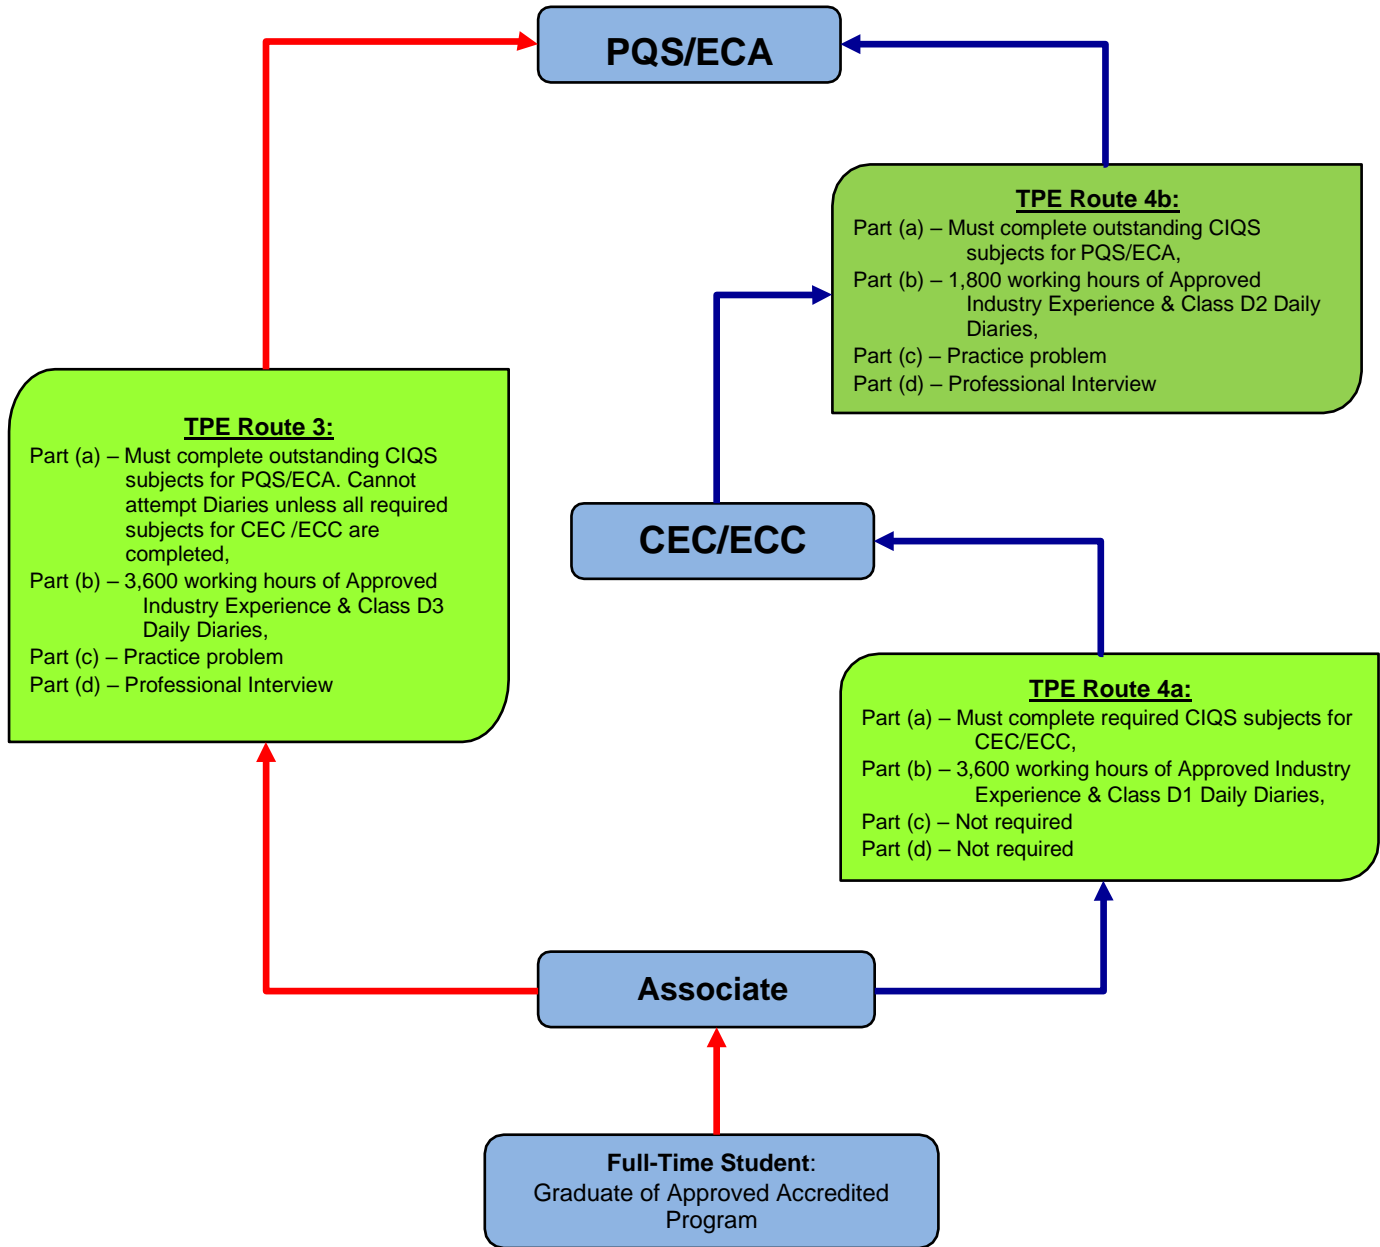 PQS/ECA
TPE Route 4b:
Part (a) – Must complete outstanding CIQS
subjects for PQS/ECA,
Part (b) – 1,800 working hours of Approved
Industry Experience & Class D2 Daily
Diaries,
Part (c) – Practice problem
Part (d) – Professional Interview
TPE Route 3:
Part (a) – Must complete outstanding CIQS
subjects for PQS/ECA. Cannot
attempt Diaries unless all required
subjects for CEC /ECC are
completed,
Part (b) – 3,600 working hours of Approved
Industry Experience & Class D3
Daily Diaries,
Part (c) – Practice problem
Part (d) – Professional Interview
CEC/ECC
TPE Route 4a:
Part (a) – Must complete required CIQS subjects for
CEC/ECC,
Part (b) – 3,600 working hours of Approved Industry
Experience & Class D1 Daily Diaries,
Part (c) – Not required
Part (d) – Not required
Associate
Full-Time Student:
Graduate of Approved Accredited
Program